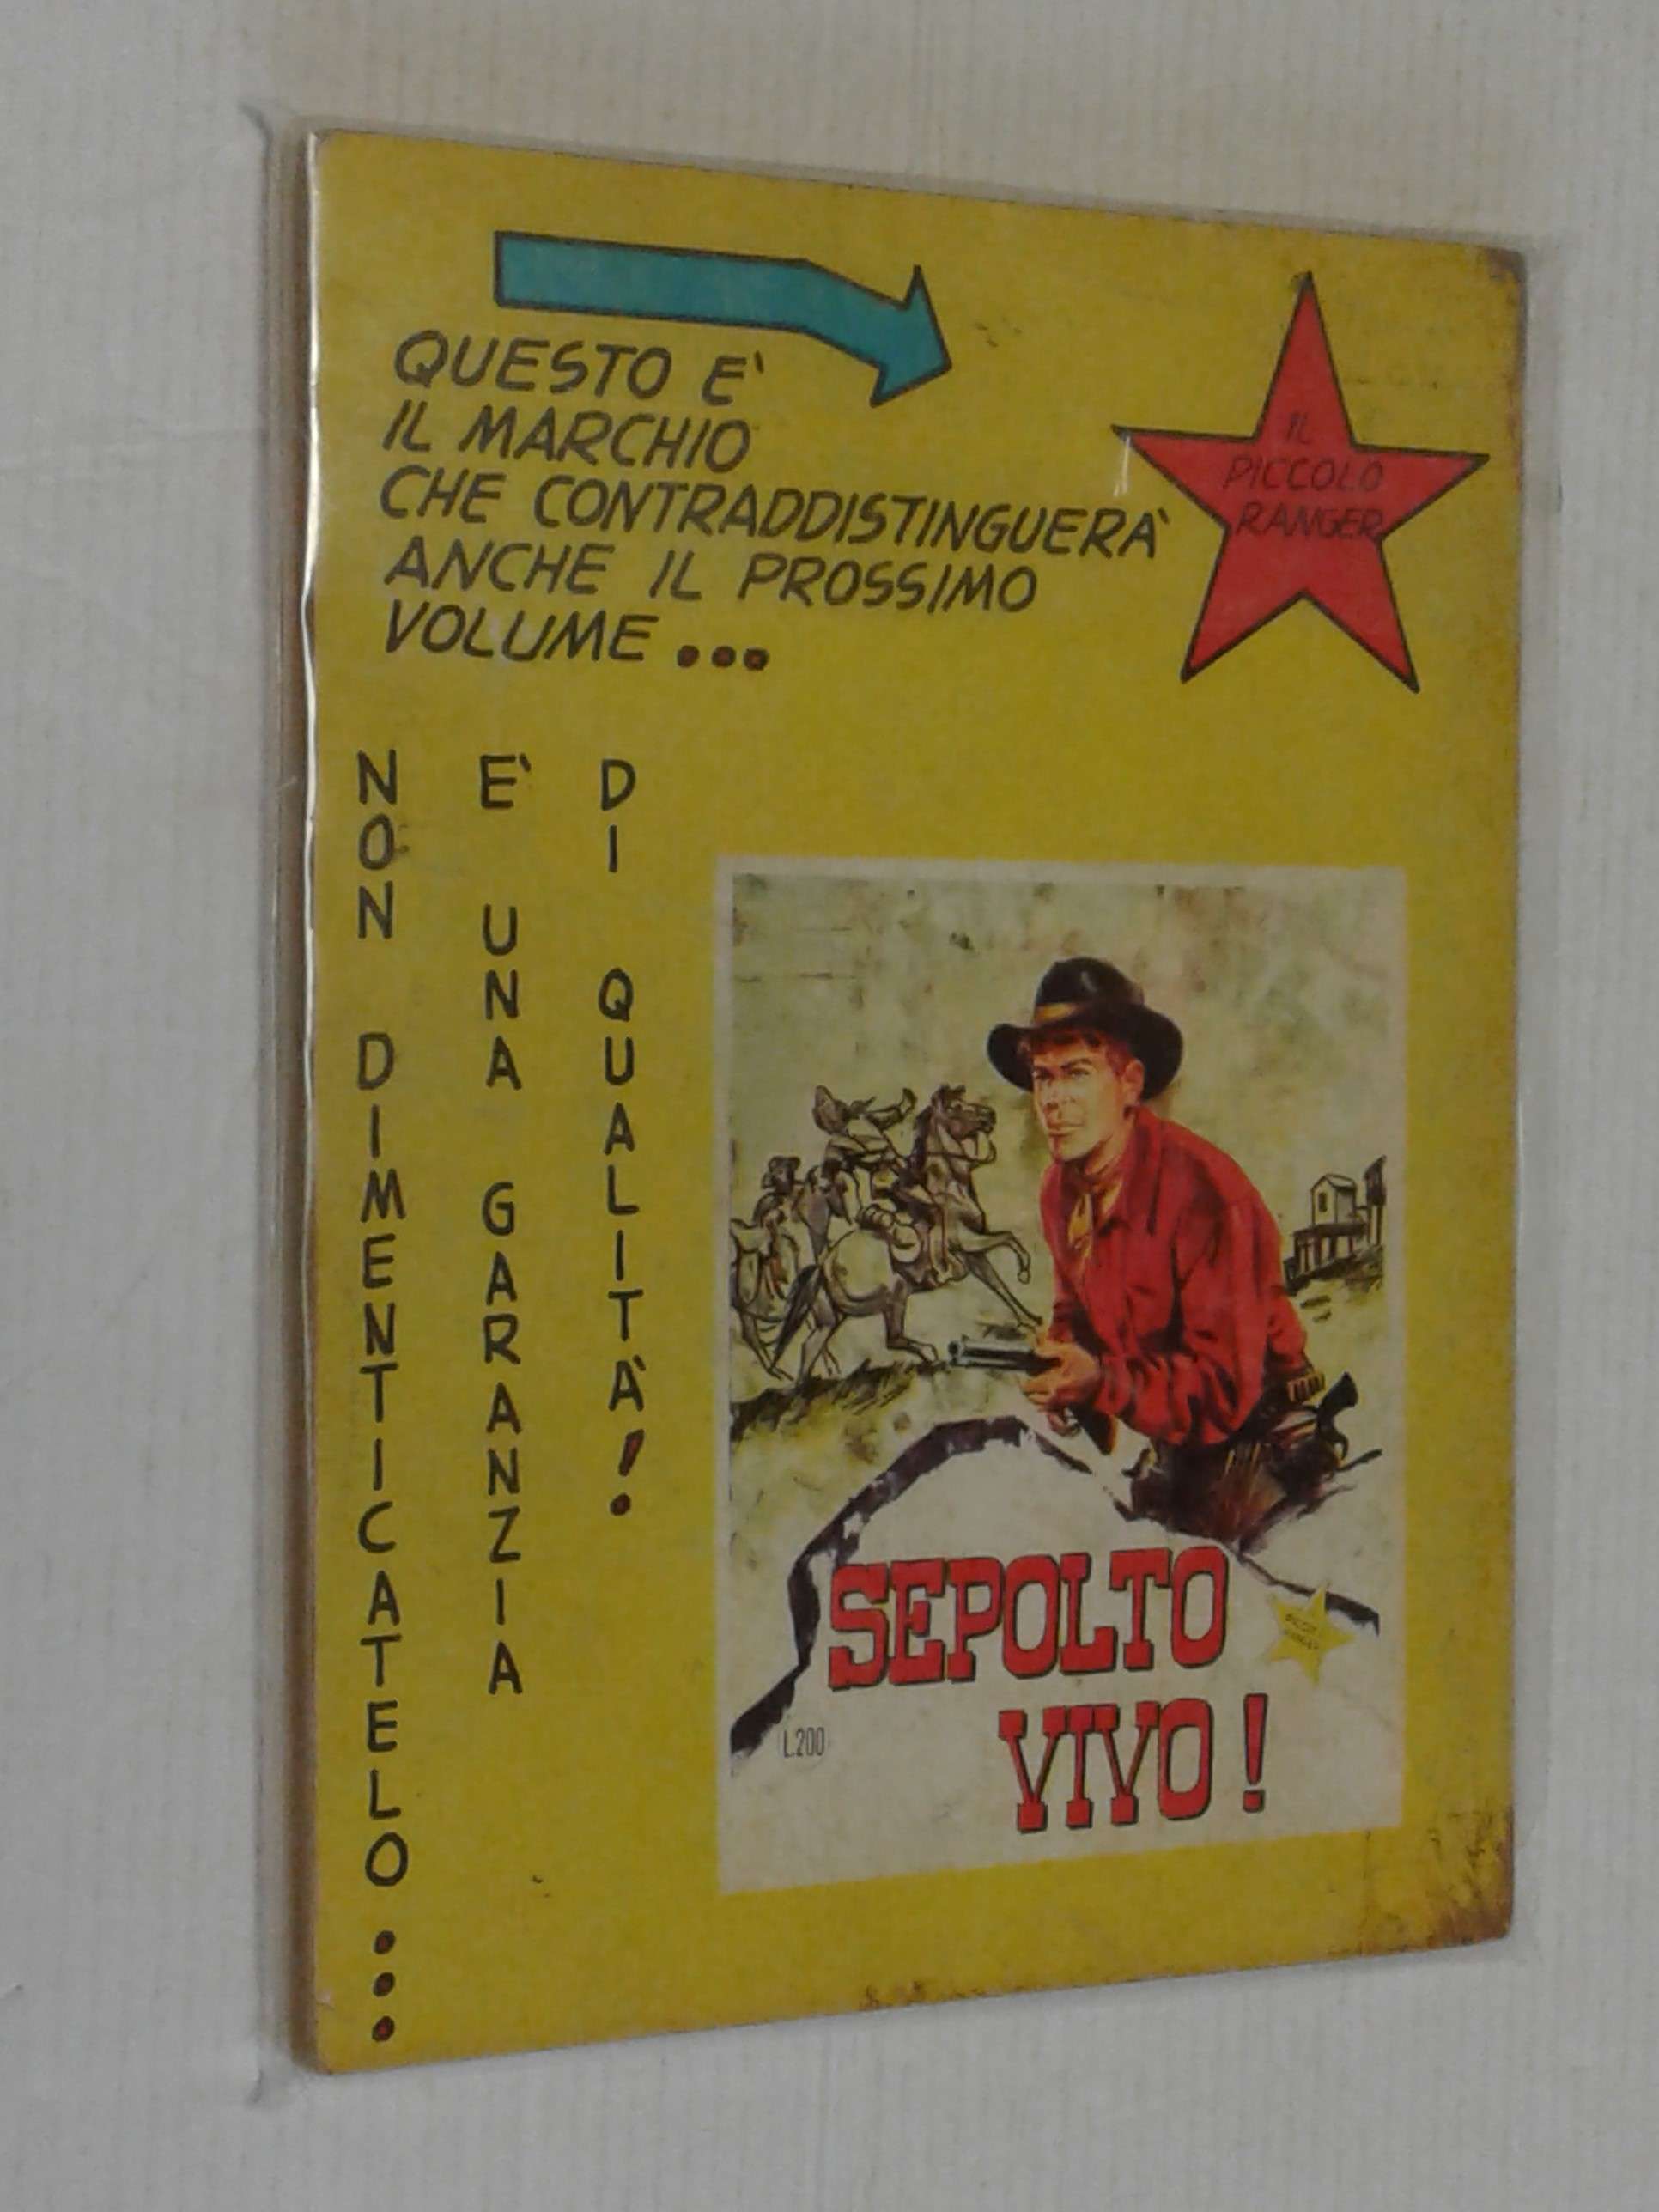 QUESTO E'
IL MARCHIO
CHE CONTRADDISTINGUERA'
ANCHE IL PROSSIMO
VOLUME...
IL
PICCOLO
RANGER
NON DIMENTICATELO...
E' UNA GARANZIA
DI QUALITÀ!
SEPOLTO
VIVO!
L.200